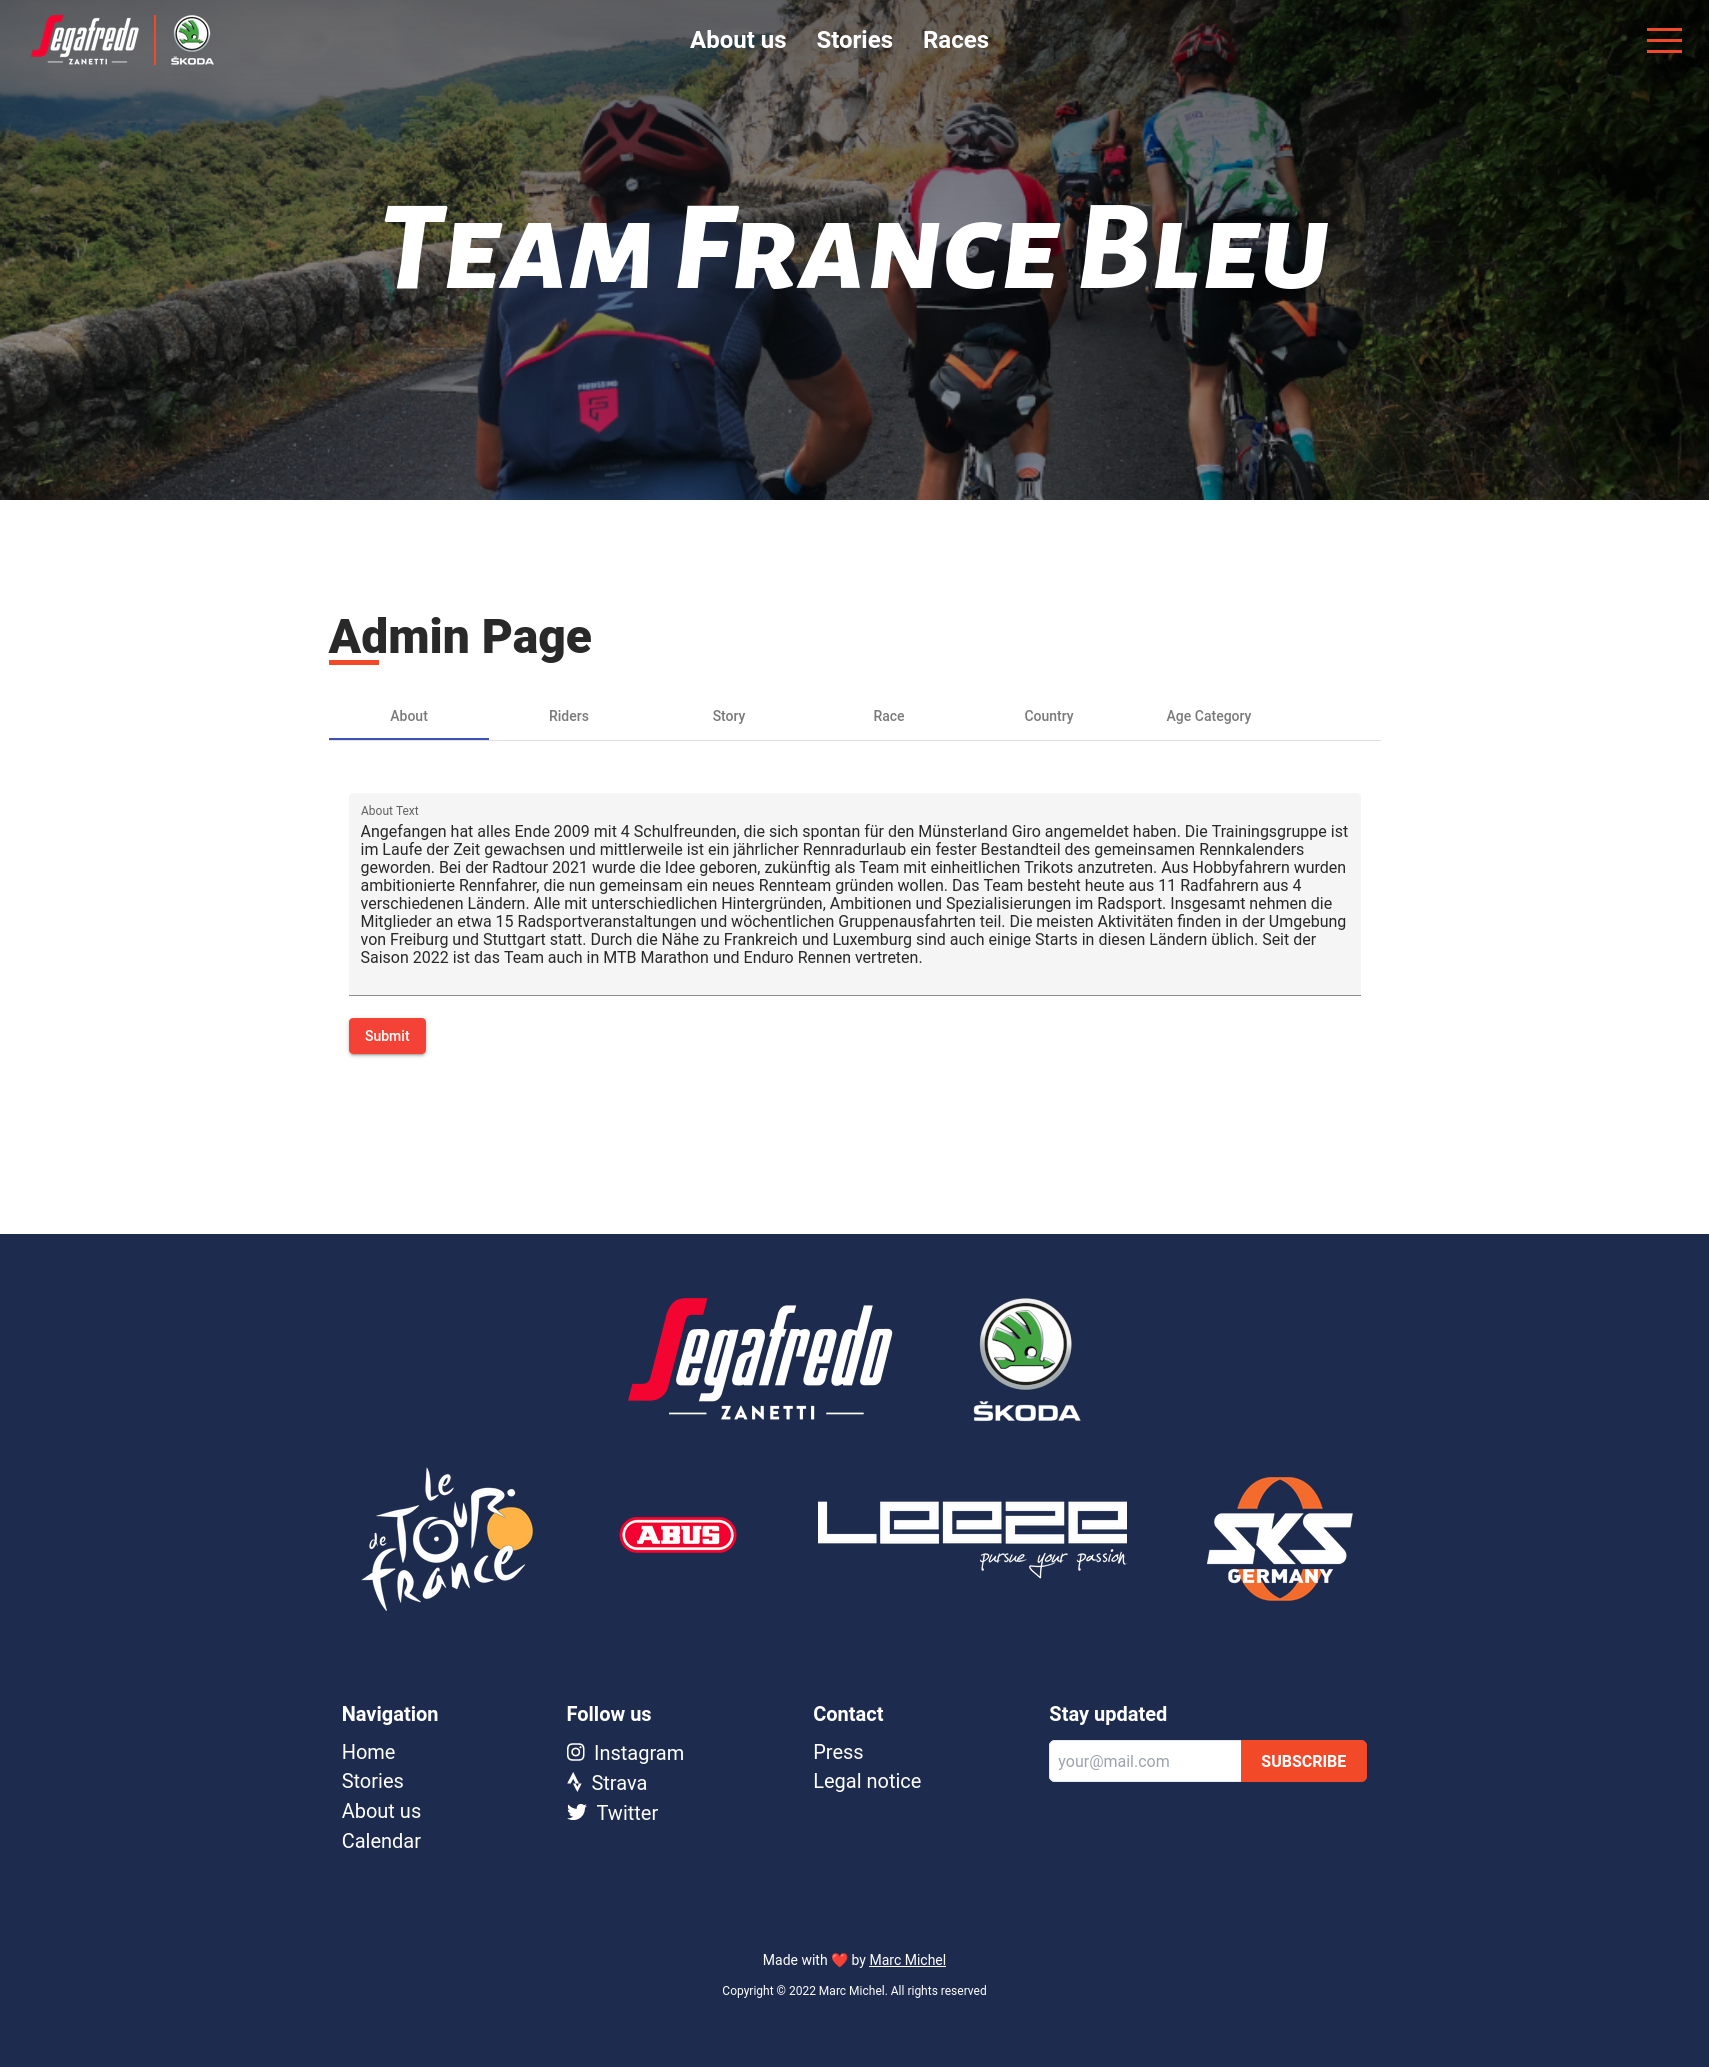 Segafredo
ZANETTI
ŠKODA
About us
Stories
Races
Team France Bleu
Admin Page
About
Riders
Story
Race
Country
Age Category
About Text
Angefangen hat alles Ende 2009 mit 4 Schulfreunden, die sich spontan für den Münsterland Giro angemeldet haben. Die Trainingsgruppe ist
im Laufe der Zeit gewachsen und mittlerweile ist ein jährlicher Rennradurlaub ein fester Bestandteil des gemeinsamen Rennkalenders
geworden. Bei der Radtour 2021 wurde die Idee geboren, zukünftig als Team mit einheitlichen Trikots anzutreten. Aus Hobbyfahrern wurden
ambitionierte Rennfahrer, die nun gemeinsam ein neues Rennteam gründen wollen. Das Team besteht heute aus 11 Radfahrern aus 4
verschiedenen Ländern. Alle mit unterschiedlichen Hintergründen, Ambitionen und Spezialisierungen im Radsport. Insgesamt nehmen die
Mitglieder an etwa 15 Radsportveranstaltungen und wöchentlichen Gruppenausfahrten teil. Die meisten Aktivitäten finden in der Umgebung
von Freiburg und Stuttgart statt. Durch die Nähe zu Frankreich und Luxemburg sind auch einige Starts in diesen Ländern üblich. Seit der
Saison 2022 ist das Team auch in MTB Marathon und Enduro Rennen vertreten.
Submit
Segafredo
ZANETTI
ŠKODA
Le
Tour
de
france
ABUS
Leeze
pursue your passion
SKS
GERMANY
Navigation
Home
Stories
About us
Calendar
Follow us
Instagram
Strava
Twitter
Contact
Press
Legal notice
Stay updated
your@mail.com
SUBSCRIBE
Made with ❤️ by Marc Michel
Copyright © 2022 Marc Michel. All rights reserved